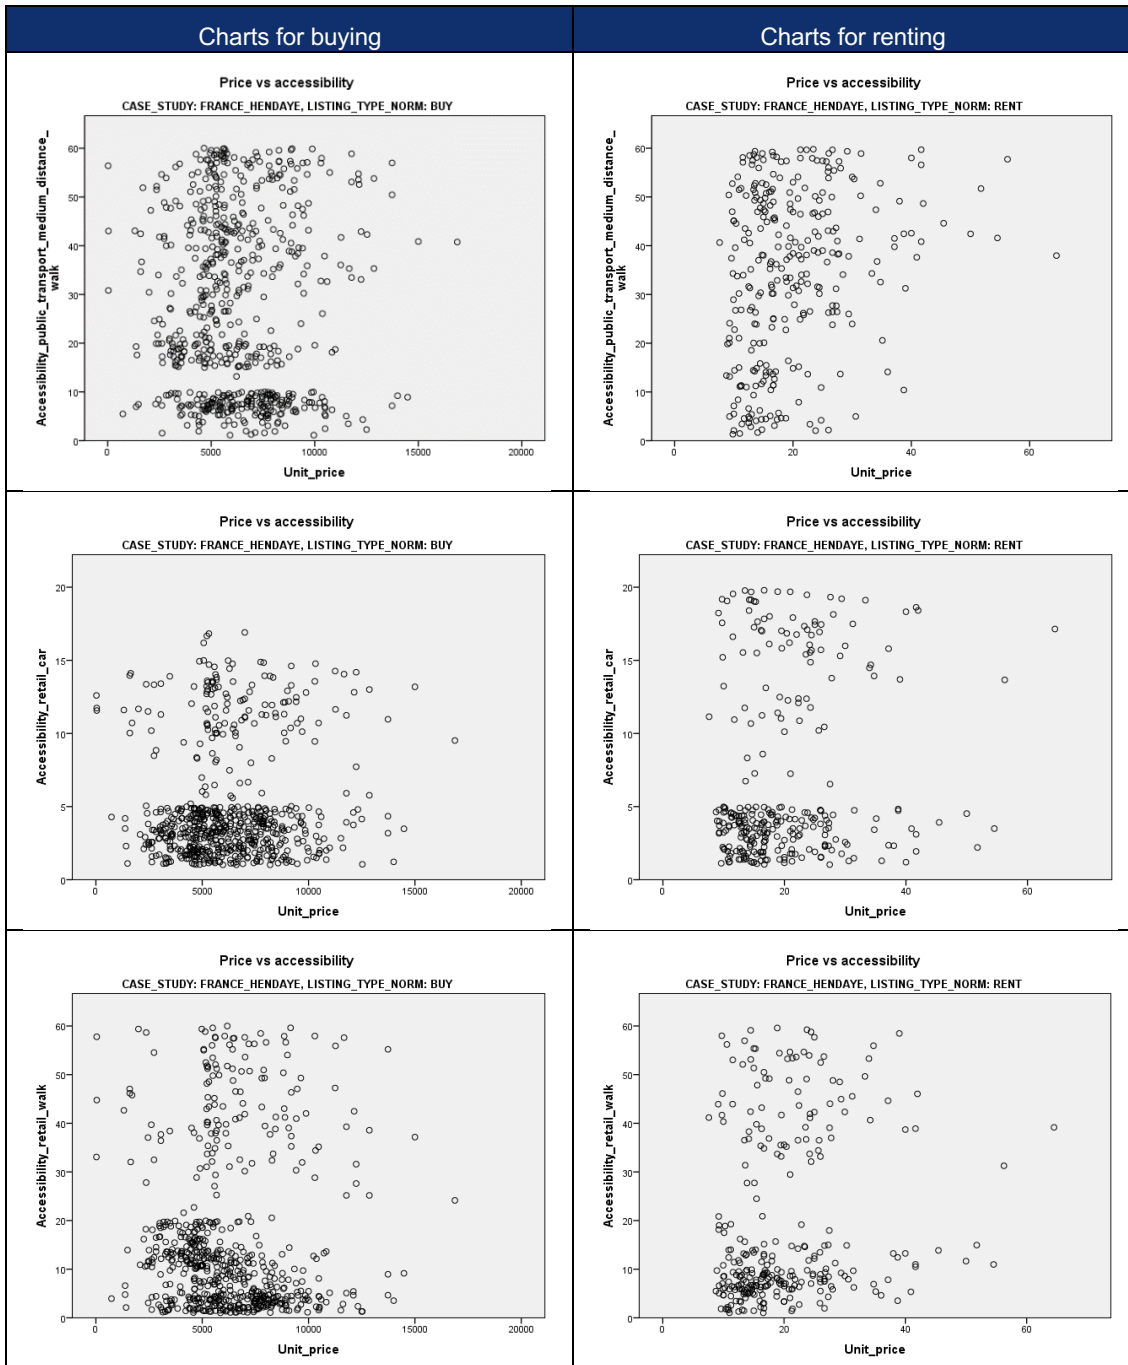 Charts for buying
Charts for renting
Price vs accessibility
CASE_STUDY: FRANCE_HENDAYE, LISTING_TYPE_NORM: BUY
Accessibility_public_transport_medium_distance_
walk
60
50
40
30
20
10
0
0 5000 10000 15000 20000
Unit_price
Price vs accessibility
CASE_STUDY: FRANCE_HENDAYE, LISTING_TYPE_NORM: RENT
Accessibility_public_transport_medium_distance_
walk
60
50
40
30
20
10
0
0 20 40 60
Unit_price
Price vs accessibility
CASE_STUDY: FRANCE_HENDAYE, LISTING_TYPE_NORM: BUY
Accessibility_retail_car
20
15
10
5
0
0 5000 10000 15000 20000
Unit_price
Price vs accessibility
CASE_STUDY: FRANCE_HENDAYE, LISTING_TYPE_NORM: RENT
Accessibility_retail_car
20
15
10
5
0
0 20 40 60
Unit_price
Price vs accessibility
CASE_STUDY: FRANCE_HENDAYE, LISTING_TYPE_NORM: BUY
Accessibility_retail_walk
60
50
40
30
20
10
0
0 5000 10000 15000 20000
Unit_price
Price vs accessibility
CASE_STUDY: FRANCE_HENDAYE, LISTING_TYPE_NORM: RENT
Accessibility_retail_walk
60
50
40
30
20
10
0
0 20 40 60
Unit_price